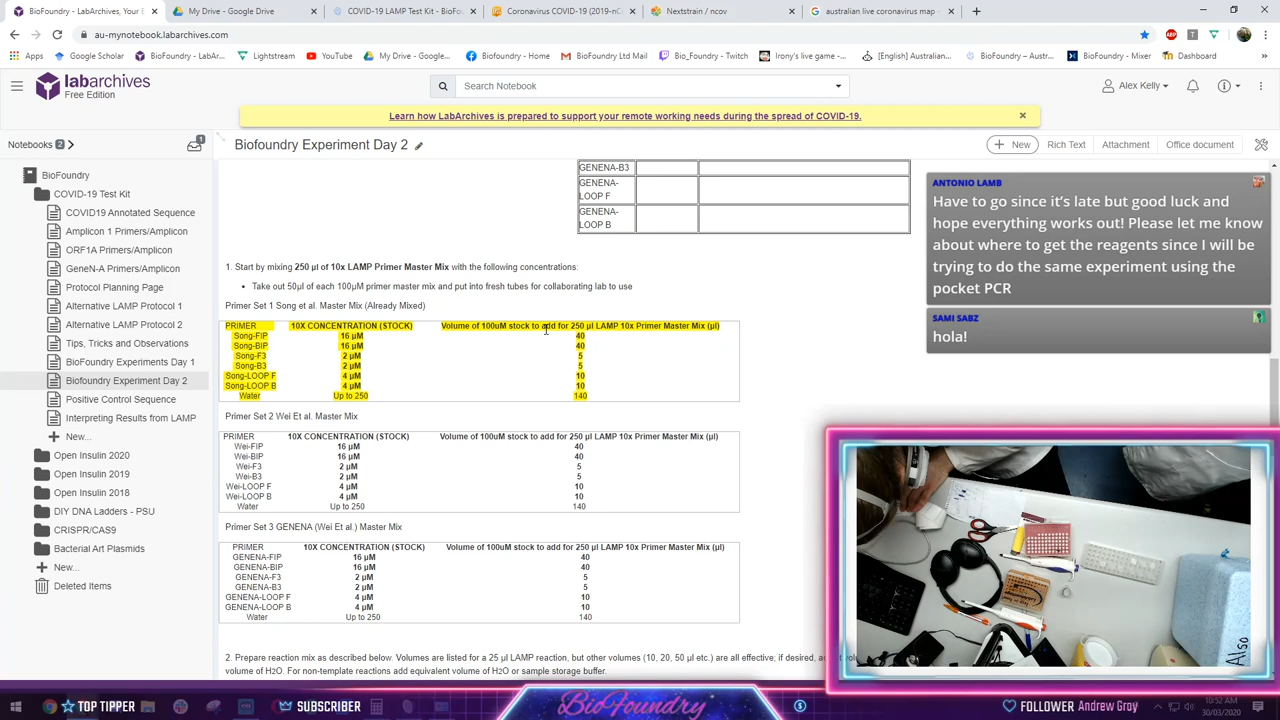 BioFoundry - LabArchives, Your E
My Drive - Google Drive
COVID-19 LAMP Test Kit - BioFou
Coronavirus COVID-19 (2019-nC
Nextstrain / ncov
australian live coronavirus map -
au-mynotebook.labarchives.com
Apps
Google Scholar
BioFoundry - LabAr...
Lightstream
YouTube
My Drive - Google...
Biofoundry - Home
BioFoundry Ltd Mail
Bio_Foundry - Twitch
Irony's live game -...
[English] Australian...
BioFoundry – Austr...
BioFoundry - Mixer
Dashboard
labarchives
Free Edition
Search Notebook
Alex Kelly
Learn how LabArchives is prepared to support your remote working needs during the spread of COVID-19.
Notebooks 2
1
Biofoundry Experiment Day 2
New
Rich Text
Attachment
Office document
BioFoundry
COVID-19 Test Kit
COVID19 Annotated Sequence
Amplicon 1 Primers/Amplicon
ORF1A Primers/Amplicon
GeneN-A Primers/Amplicon
Protocol Planning Page
Alternative LAMP Protocol 1
Alternative LAMP Protocol 2
Tips, Tricks and Observations
BioFoundry Experiments Day 1
Biofoundry Experiment Day 2
Positive Control Sequence
Interpreting Results from LAMP
New...
Open Insulin 2020
Open Insulin 2019
Open Insulin 2018
DIY DNA Ladders - PSU
CRISPR/CAS9
Bacterial Art Plasmids
New...
Deleted Items
GENENA-B3
GENENA-
LOOP F
GENENA-
LOOP B
1. Start by mixing 250 µl of 10x LAMP Primer Master Mix with the following concentrations:
• Take out 50µl of each 100µM primer master mix and put into fresh tubes for collaborating lab to use
Primer Set 1 Song et al. Master Mix (Already Mixed)
PRIMER 10X CONCENTRATION (STOCK) Volume of 100uM stock to add for 250 µl LAMP 10x Primer Master Mix (µl)
Song-FIP 16 µM 40
Song-BIP 16 µM 40
Song-F3 2 µM 5
Song-B3 2 µM 5
Song-LOOP F 4 µM 10
Song-LOOP B 4 µM 10
Water Up to 250 140
Primer Set 2 Wei Et al. Master Mix
PRIMER 10X CONCENTRATION (STOCK) Volume of 100uM stock to add for 250 µl LAMP 10x Primer Master Mix (µl)
Wei-FIP 16 µM 40
Wei-BIP 16 µM 40
Wei-F3 2 µM 5
Wei-B3 2 µM 5
Wei-LOOP F 4 µM 10
Wei-LOOP B 4 µM 10
Water Up to 250 140
Primer Set 3 GENENA (Wei Et al.) Master Mix
PRIMER 10X CONCENTRATION (STOCK) Volume of 100uM stock to add for 250 µl LAMP 10x Primer Master Mix (µl)
GENENA-FIP 16 µM 40
GENENA-BIP 16 µM 40
GENENA-F3 2 µM 5
GENENA-B3 2 µM 5
GENENA-LOOP F 4 µM 10
GENENA-LOOP B 4 µM 10
Water Up to 250 140
2. Prepare reaction mix as described below. Volumes are listed for a 25 µl LAMP reaction, but other volumes (10, 20, 50 µl etc.) are all effective; if desired,
volume of H2O. For non-template reactions add equivalent volume of H2O or sample storage buffer.
ANTONIO LAMB
Have to go since it's late but good luck and
hope everything works out! Please let me know
about where to get the reagents since I will be
trying to do the same experiment using the
pocket PCR
SAMI SABZ
hola!
Also
TOP TIPPER
SUBSCRIBER
BioFoundry
FOLLOWER Andrew Groy
10:52 AM
30/03/2020